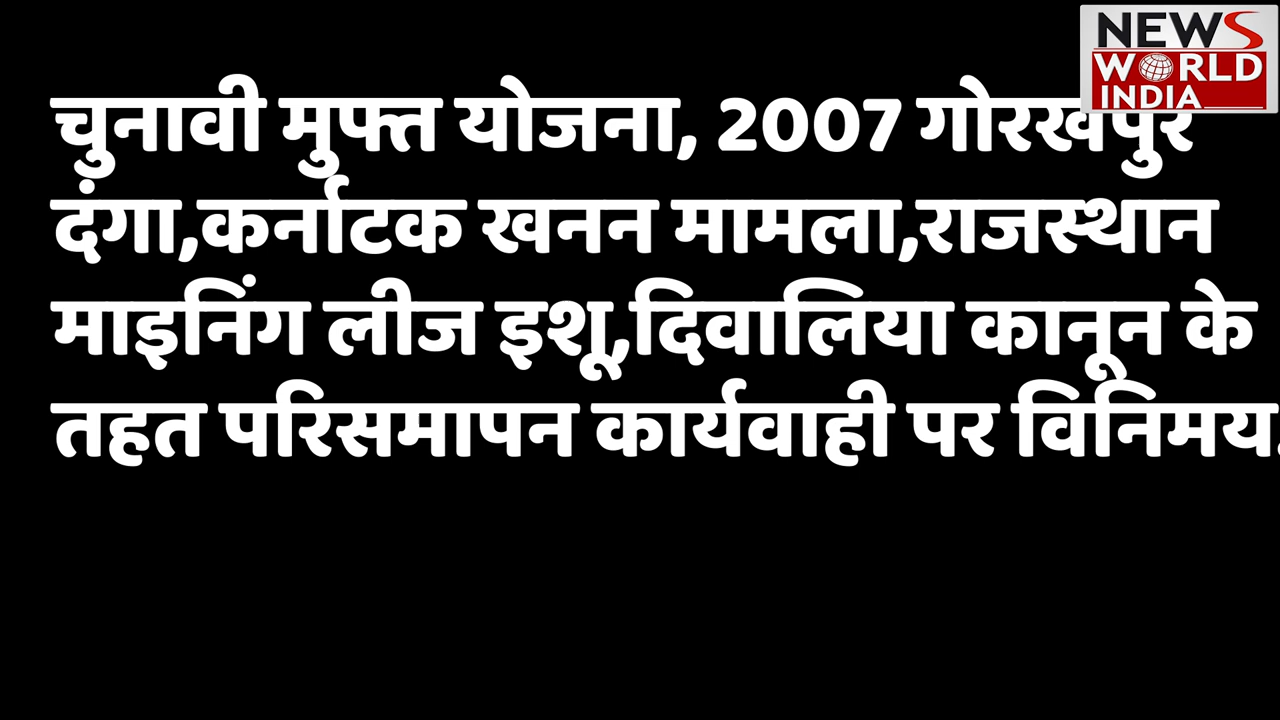 चुनावी मुफ्त योजना, 2007 गोरखपुर
दंगा,कर्नाटक खनन मामला,राजस्थान
माइनिंग लीज इशू,दिवालिया कानून के
तहत परिसमापन कार्यवाही पर विनिमय
NEWS
WORLD
INDIA